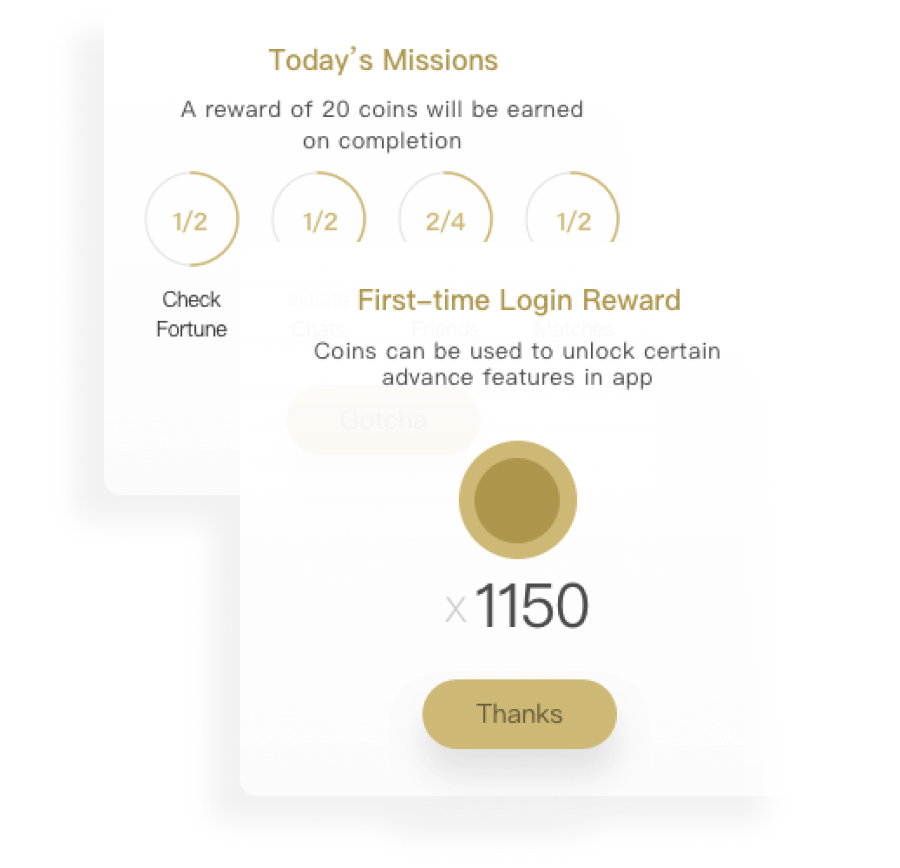 Today’s Missions
A reward of 20 coins will be earned
on completion
1/2 1/2 2/4 1/2
Check
Fortune
Initiate
Chats Friends Matches
First-time Login Reward
Coins can be used to unlock certain
advance features in app
Gotcha
x 1150
Thanks